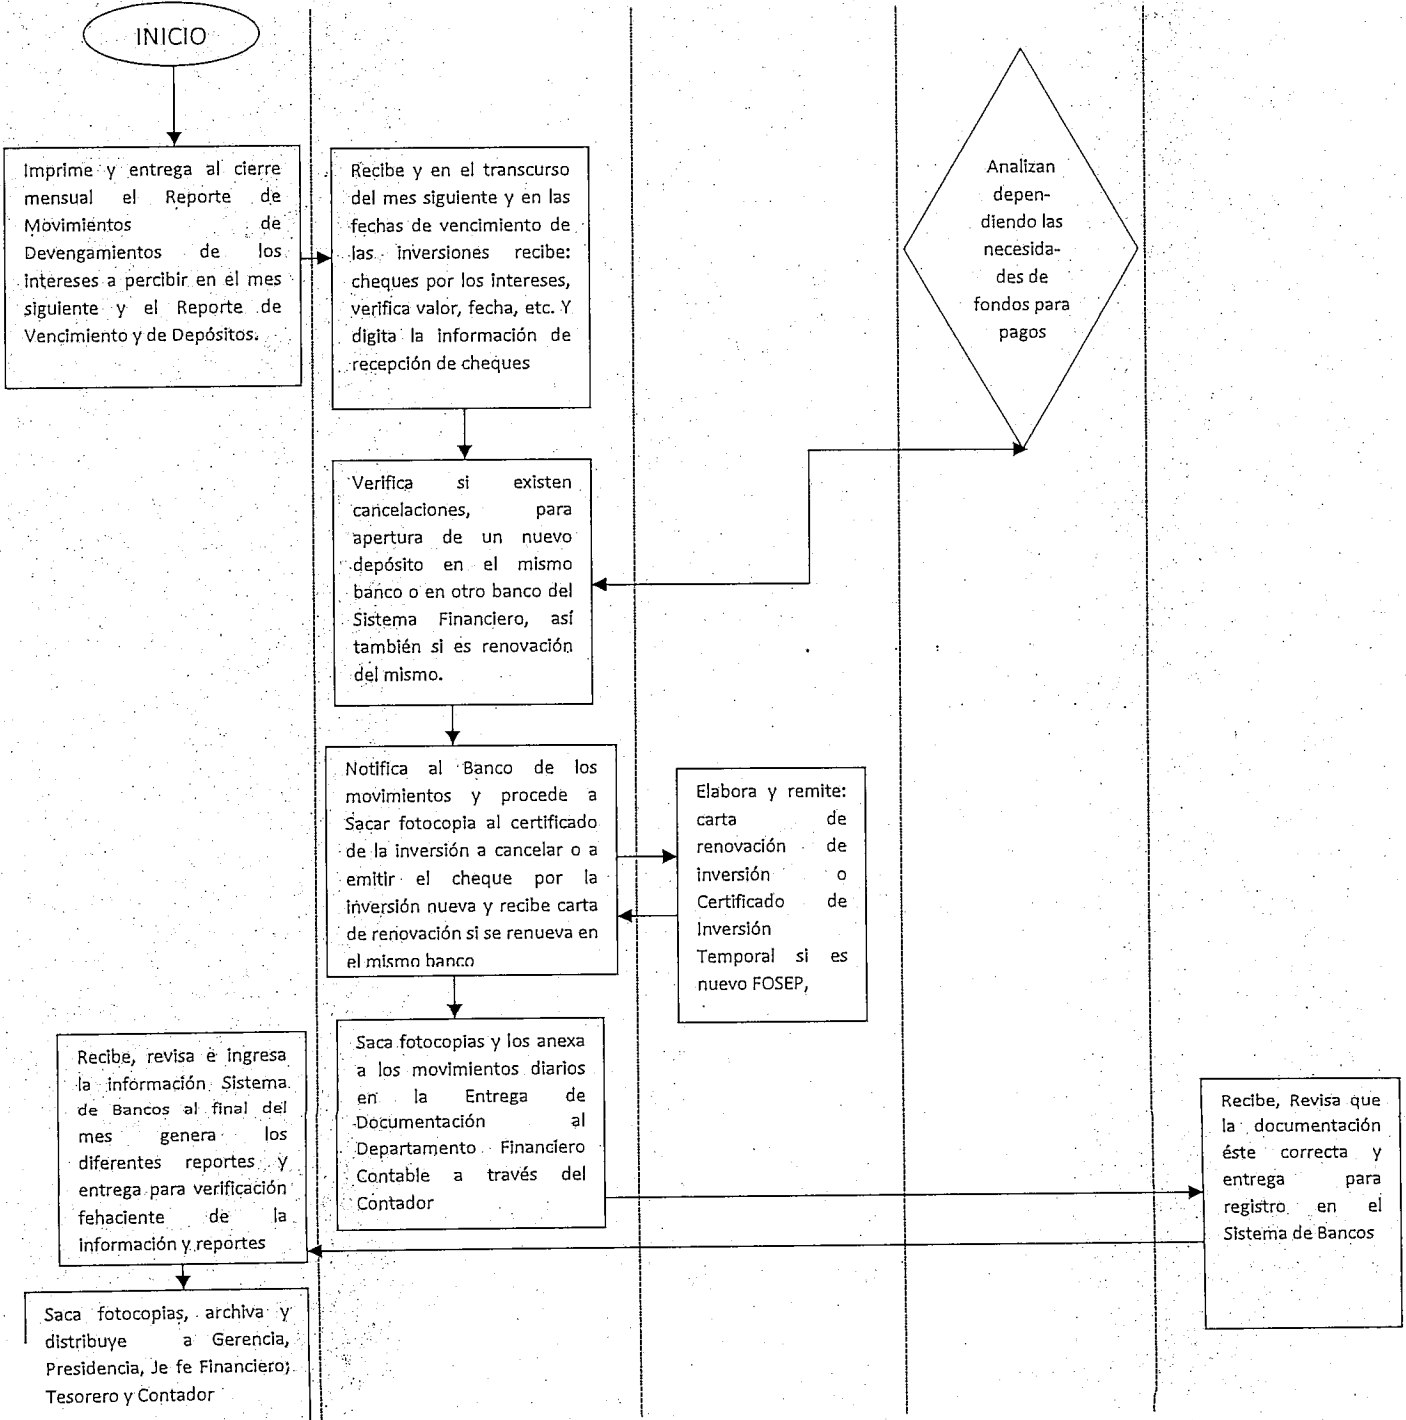 INICIO
Imprime y entrega al cierre
mensual el Reporte de
Movimientos de
Devengamientos de los
intereses a percibir en el mes
siguiente y el Reporte de
Vencimiento y de Depósitos.
Recibe y en el transcurso
del mes siguiente y en las
fechas de vencimiento de
las inversiones recibe:
cheques por los intereses,
verifica valor, fecha, etc. Y
digita la información de
recepción de cheques
Analizan
depen-
diendo las
necesida-
des de
fondos para
pagos
Verifica si existen
cancelaciones, para
apertura de un nuevo
depósito en el mismo
banco o en otro banco del
Sistema Financiero, así
también si es renovación
del mismo.
Notifica al Banco de los
movimientos y procede a
Sacar fotocopia al certificado
de la inversión a cancelar o a
emitir el cheque por la
inversión nueva y recibe carta
de renovación si se renueva en
el mismo banco
Elabora y remite:
carta de
renovación de
inversión o
Certificado de
Inversión
Temporal si es
nuevo FOSEP,
Saca fotocopias y los anexa
a los movimientos diarios
en la Entrega de
Documentación al
Departamento Financiero
Contable a través del
Contador
Recibe, Revisa que
la documentación
éste correcta y
entrega para
registro en el
Sistema de Bancos
Recibe, revisa e ingresa
la información Sistema
de Bancos al final del
mes genera los
diferentes reportes y
entrega para verificación
fehaciente de la
información y reportes
Saca fotocopias, archiva y
distribuye a Gerencia,
Presidencia, Je fe Financiero;
Tesorero y Contador